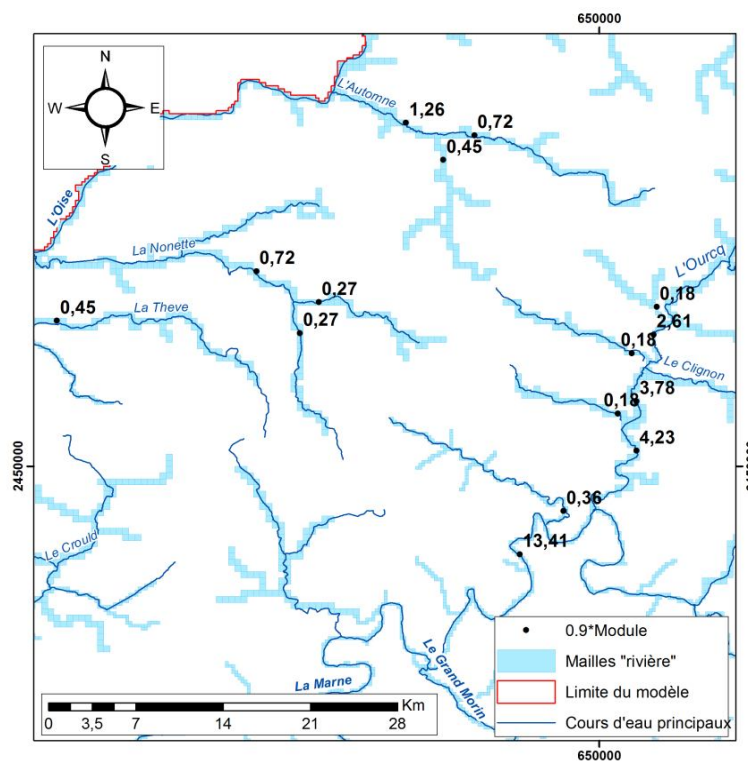 650000
N
W E
S
L'Automne
1,26
0,72
0,45
L'Oise
La Nonette
L'Ourcq
0,72
0,27
0,18
0,45
La Theve
2,61
0,27
0,18
Le Clignon
3,78
0,18
4,23
2450000
0,36
Le Crould
13,41
0.9*Module
Mailles "rivière"
Limite du modèle
Cours d'eau principaux
Le Grand Morin
La Marne
Km
0 3,5 7 14 21 28
650000